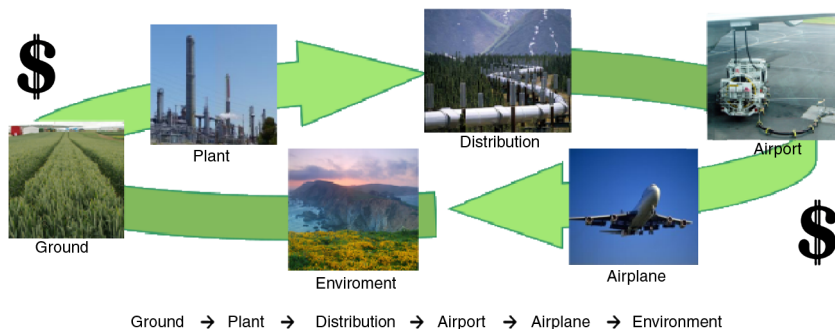 $
Plant
Distribution
Airport
Ground
Enviroment
Airplane
$
Ground → Plant → Distribution → Airport → Airplane → Environment